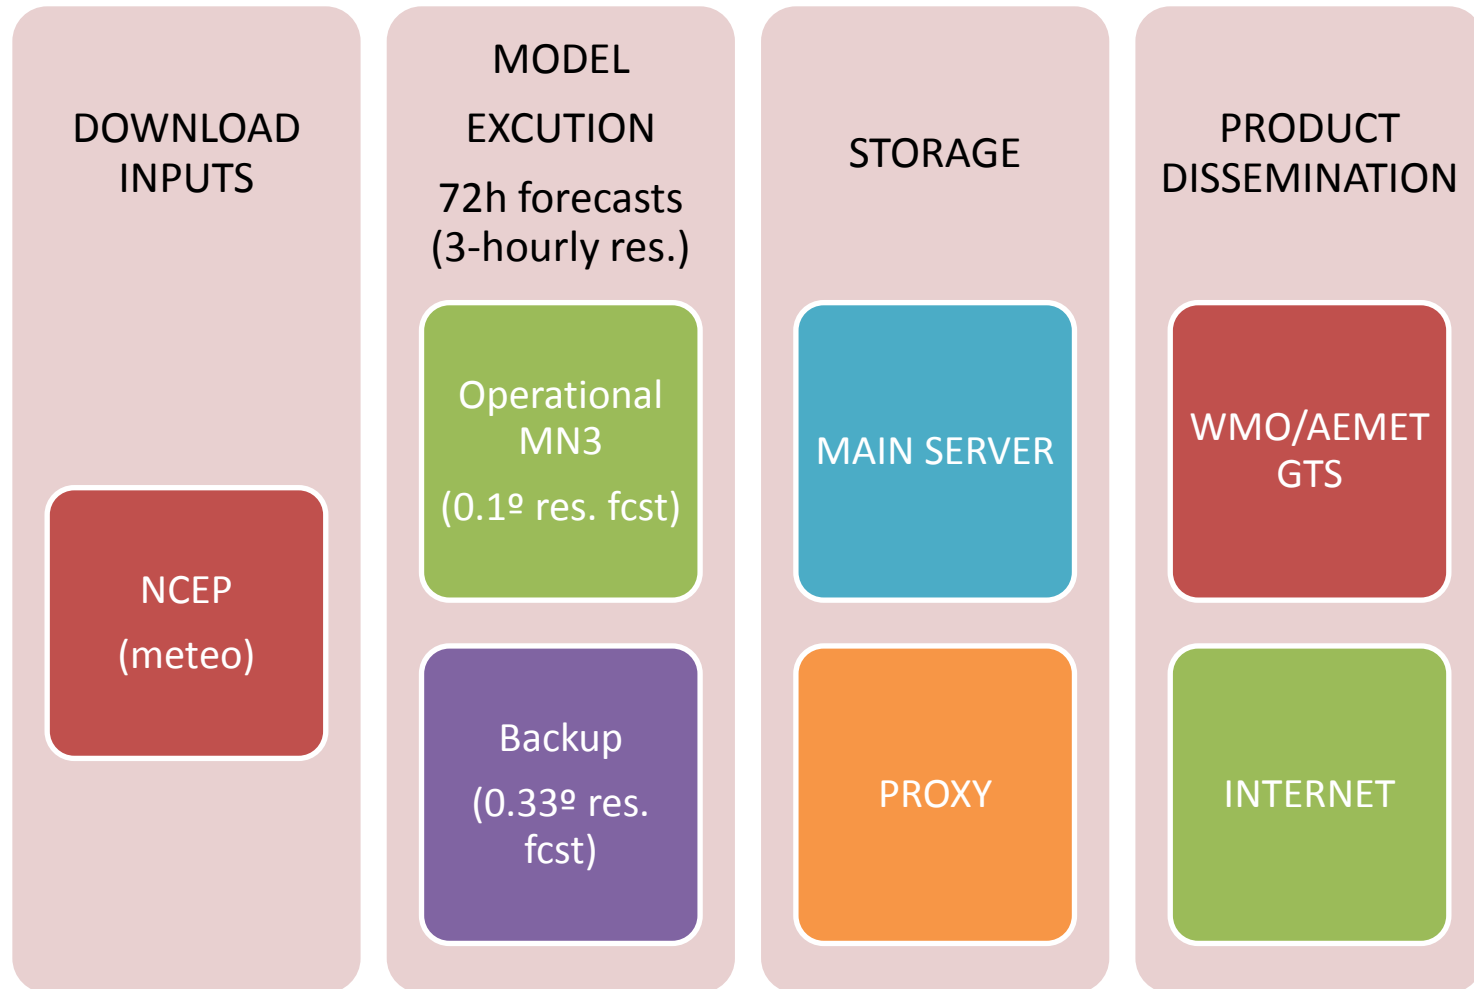 DOWNLOAD
INPUTS
NCEP
(meteo)
MODEL
EXCUTION
72h forecasts
(3-hourly res.)
Operational
MN3
(0.1º res. fcst)
Backup
(0.33º res.
fcst)
STORAGE
MAIN SERVER
PROXY
PRODUCT
DISSEMINATION
WMO/AEMET
GTS
INTERNET